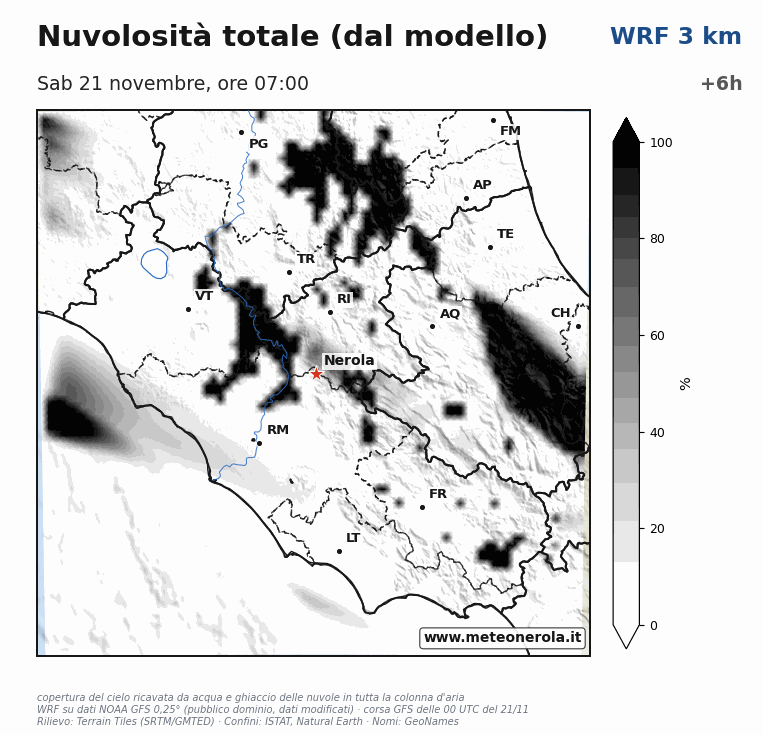 Nuvolosità totale (dal modello)
WRF 3 km
Sab 21 novembre, ore 07:00
+6h
FM
PG
AP
TE
TR
VT
RI
AQ
CH
Nerola
RM
FR
LT
www.meteonerola.it
100
80
60
40
20
0
%
copertura del cielo ricavata da acqua e ghiaccio delle nuvole in tutta la colonna d'aria
WRF su dati NOAA GFS 0,25° (pubblico dominio, dati modificati) · corsa GFS delle 00 UTC del 21/11
Rilievo: Terrain Tiles (SRTM/GMTED) · Confini: ISTAT, Natural Earth · Nomi: GeoNames